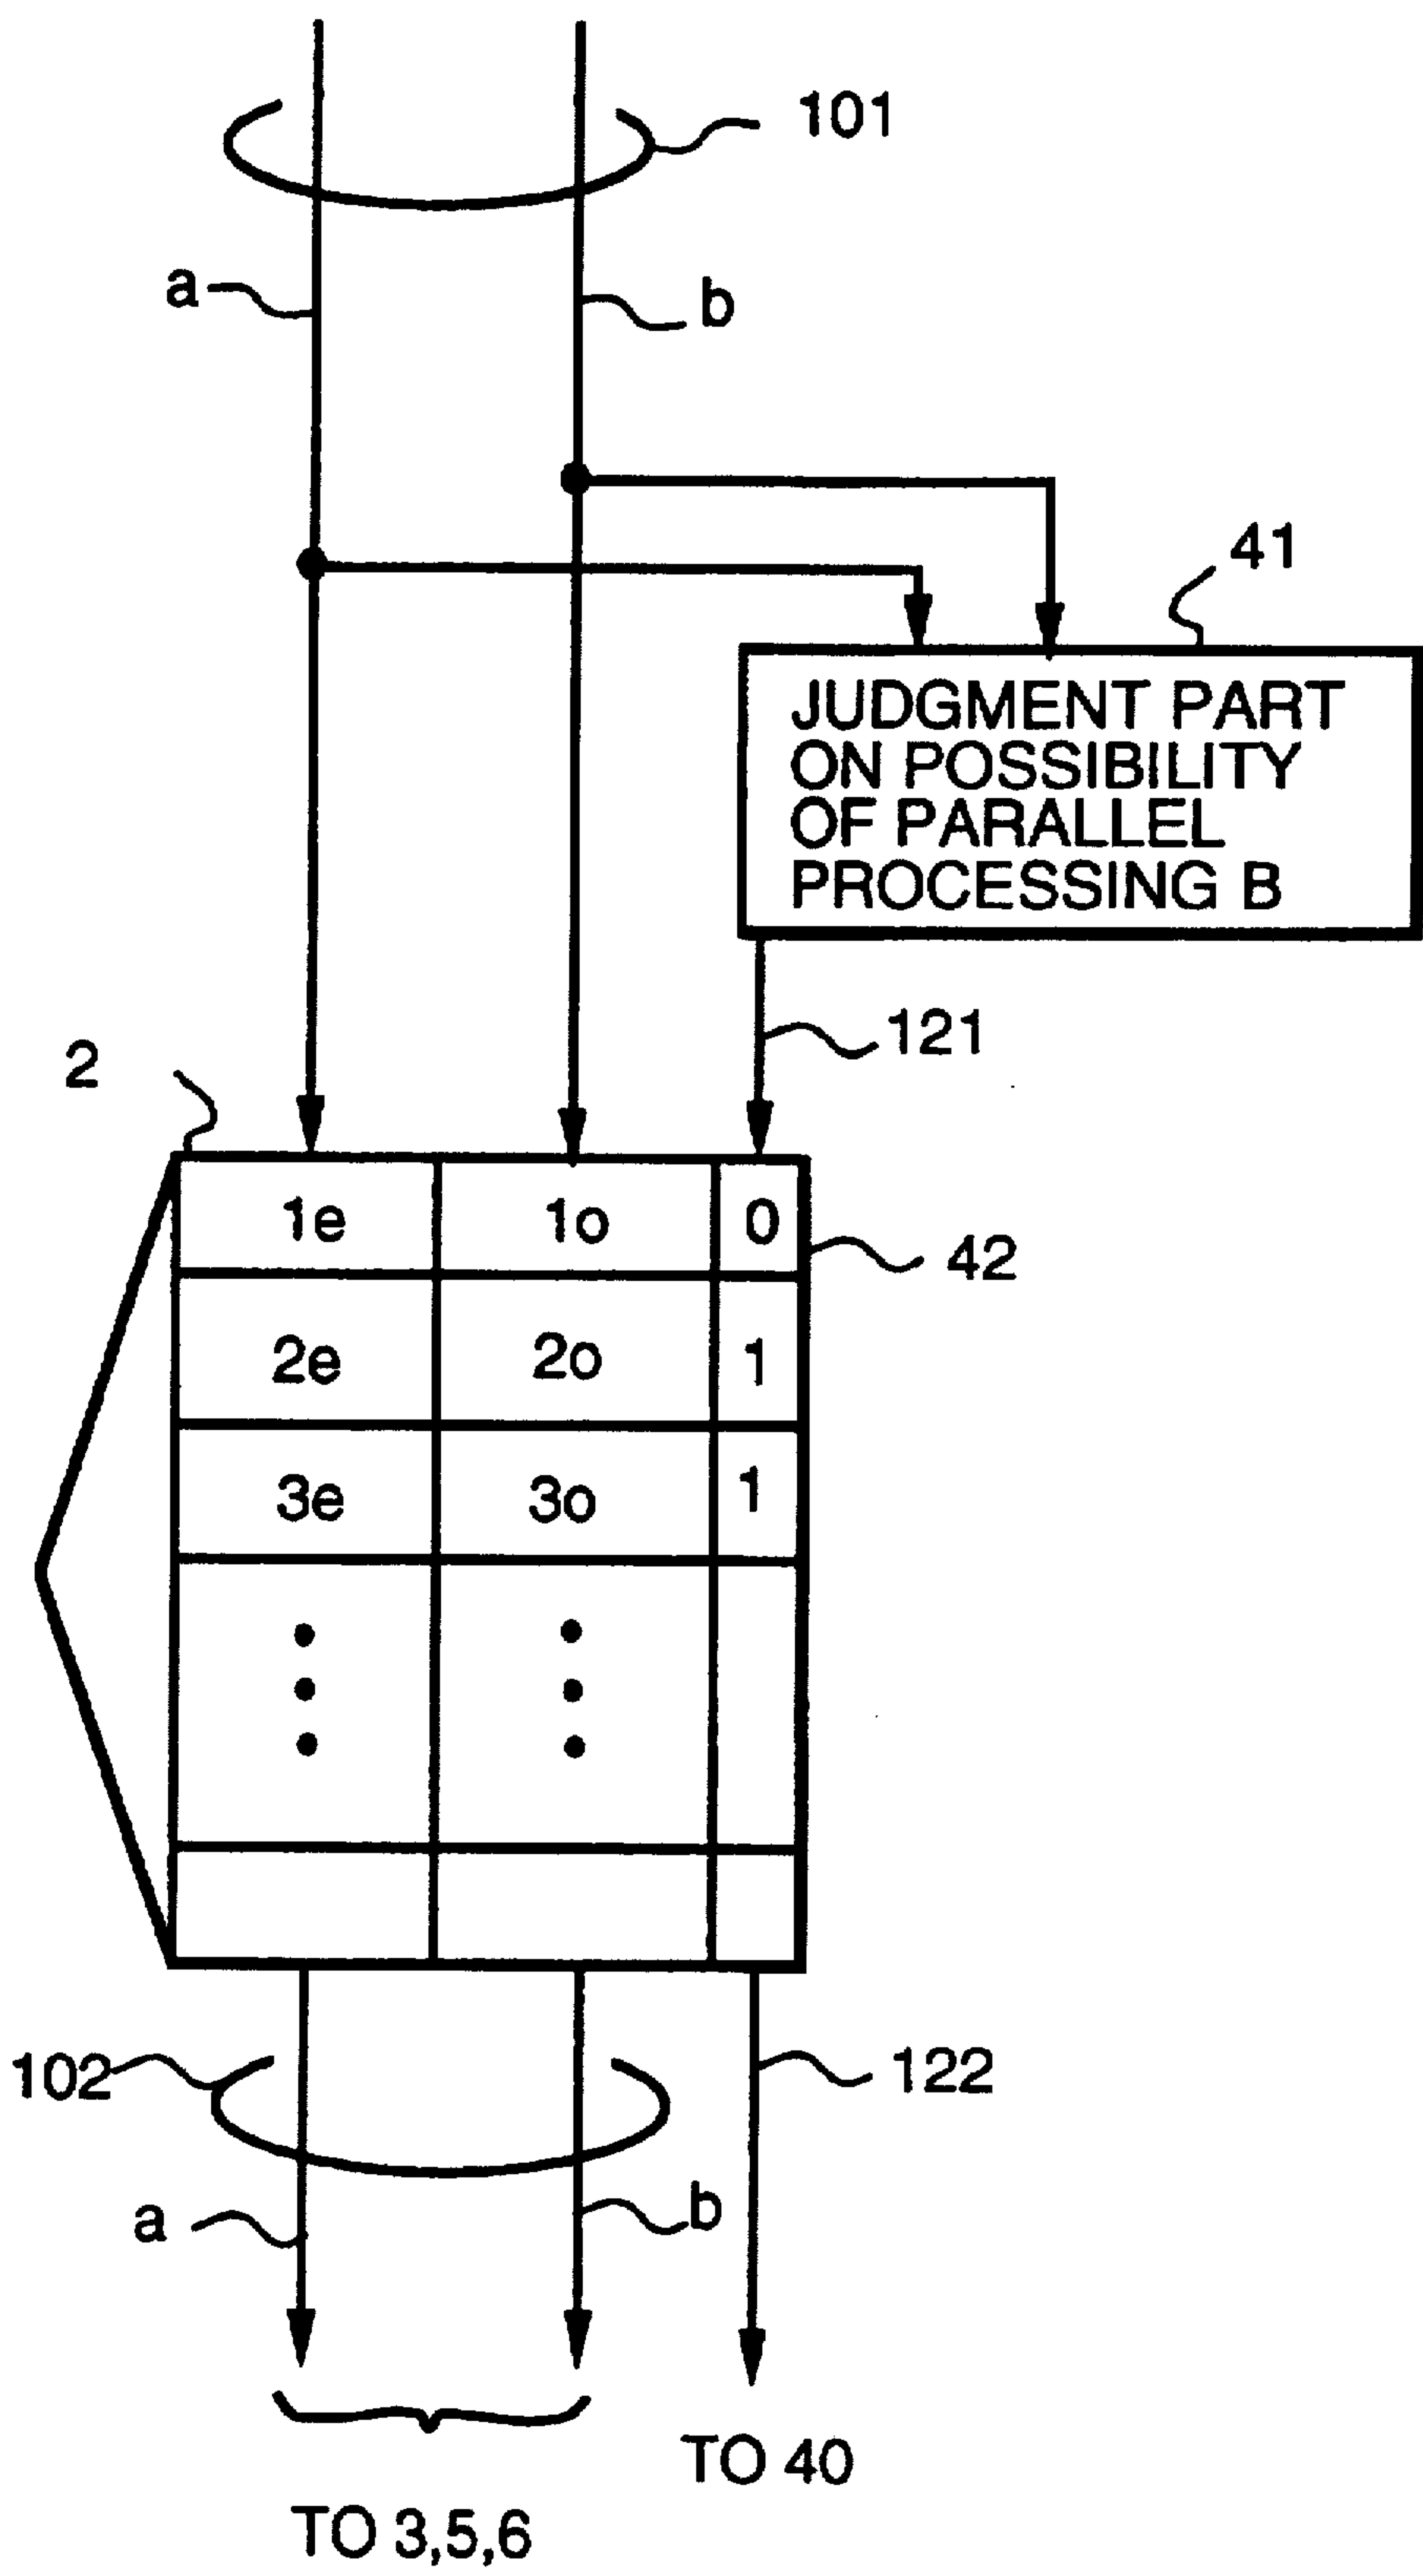 101
a
b
41
JUDGMENT PART
ON POSSIBILITY
OF PARALLEL
PROCESSING B
121
2
1e 1o 0
42
2e 2o 1
3e 3o 1
102
122
a
b
TO 40
TO 3,5,6